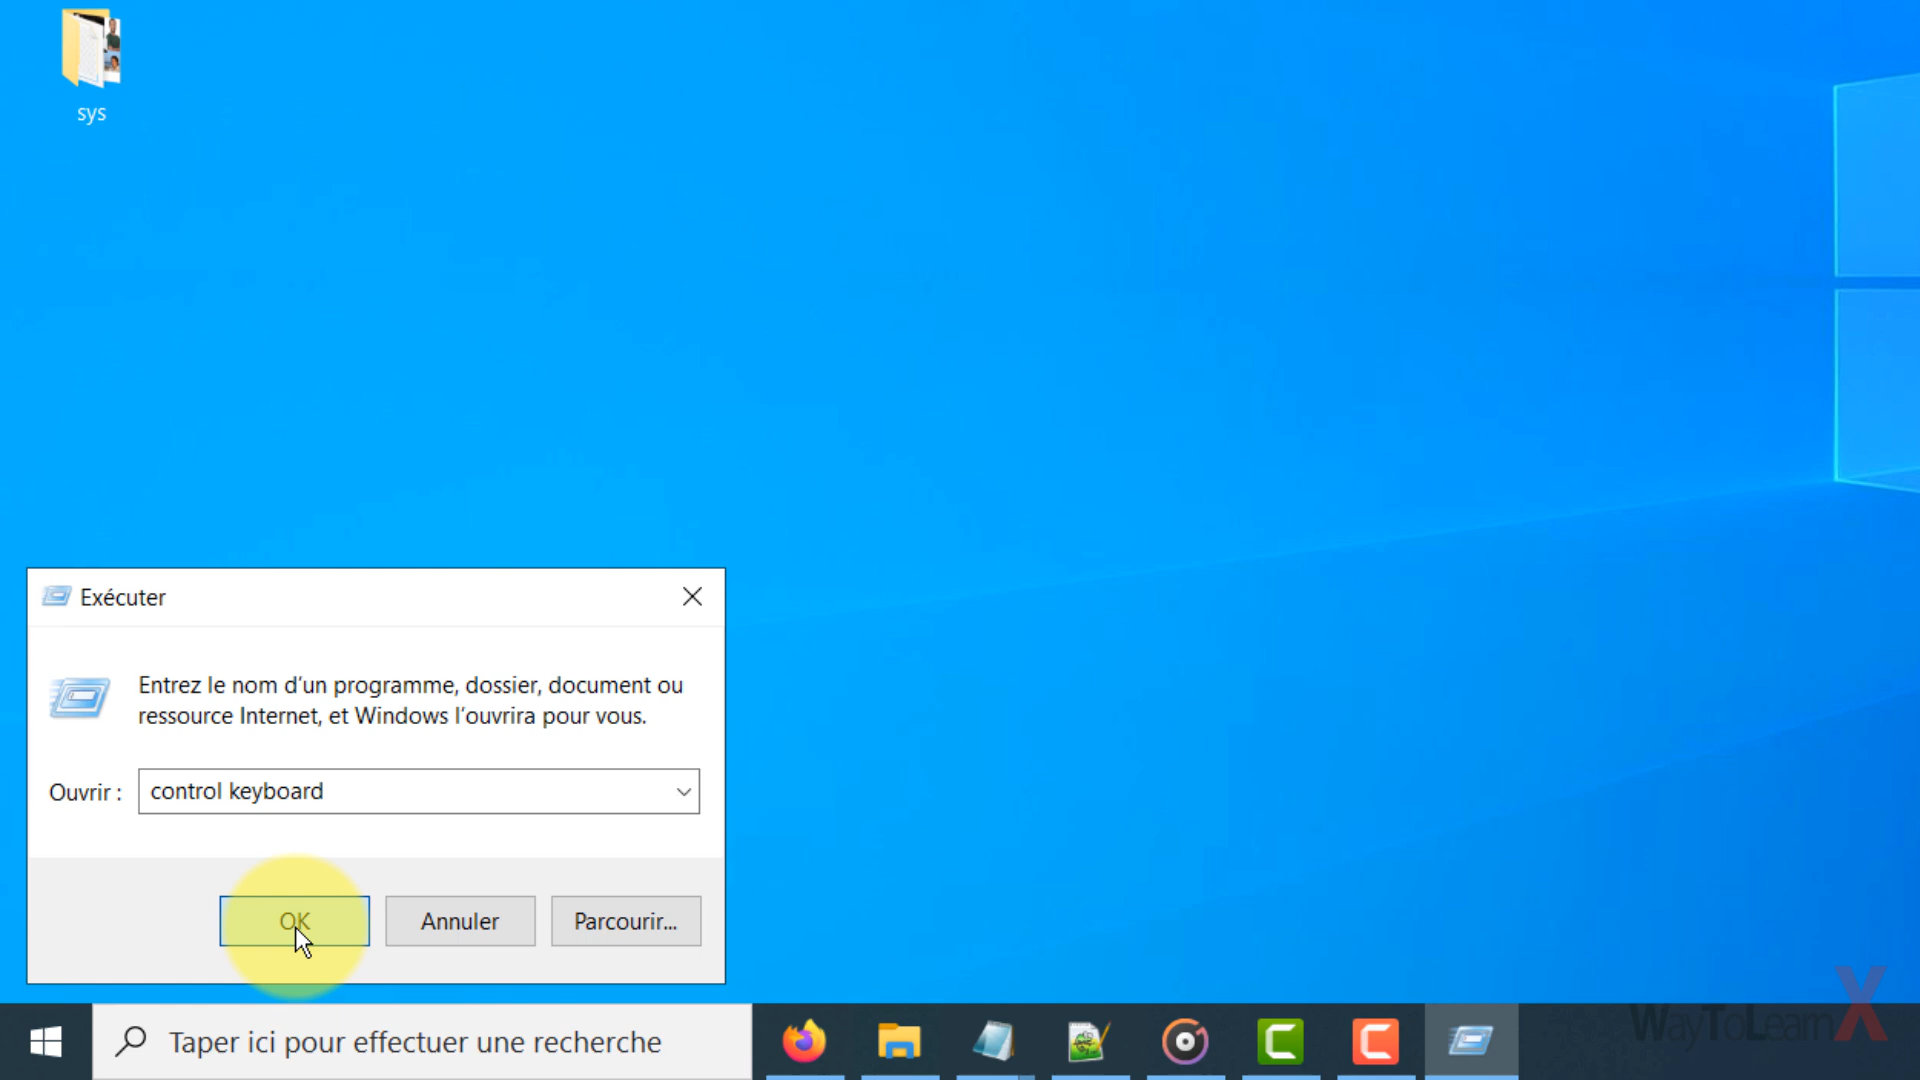 sys
Exécuter
Entrez le nom d'un programme, dossier, document ou
ressource Internet, et Windows l'ouvrira pour vous.
Ouvrir :
control keyboard
OK
Annuler
Parcourir...
Taper ici pour effectuer une recherche
WayToLearnX